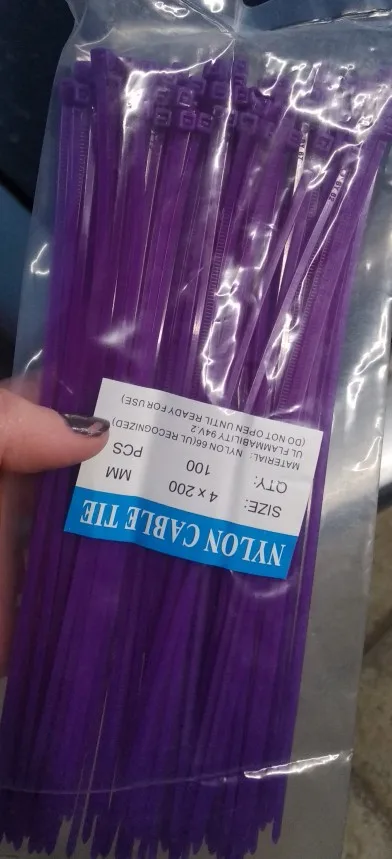 NYLON CABLE TIE
SIZE: 4 x 200 MM
QTY: 100 PCS
MATERIAL: NYLON 66(UL RECOGNIZED)
UL FLAMMABILITY 94V.2
(DO NOT OPEN UNTIL READY FOR USE)